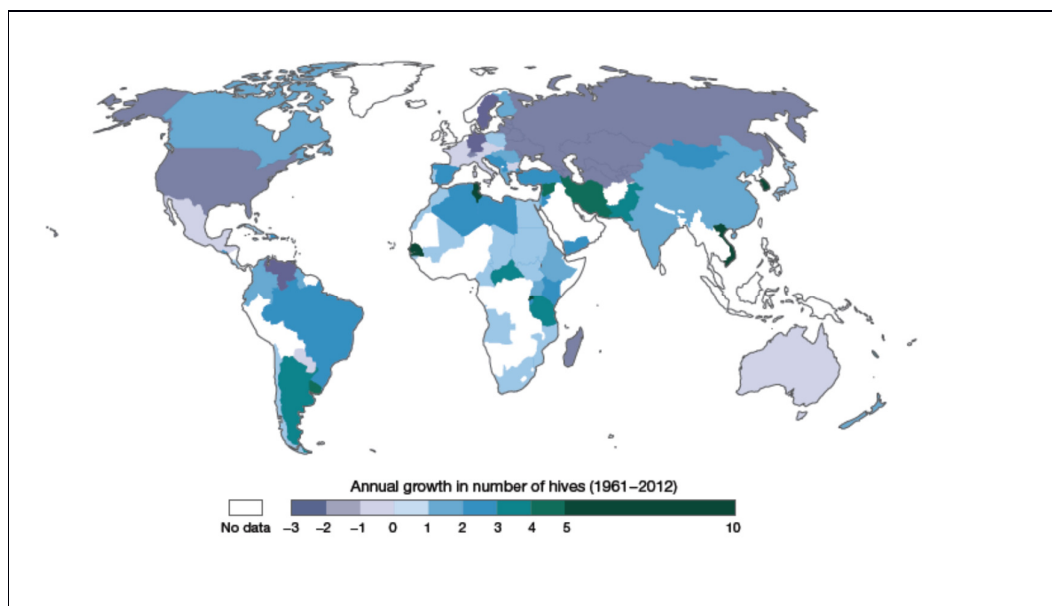 Annual growth in number of hives (1961–2012)
No data −3 −2 −1 0 1 2 3 4 5 10